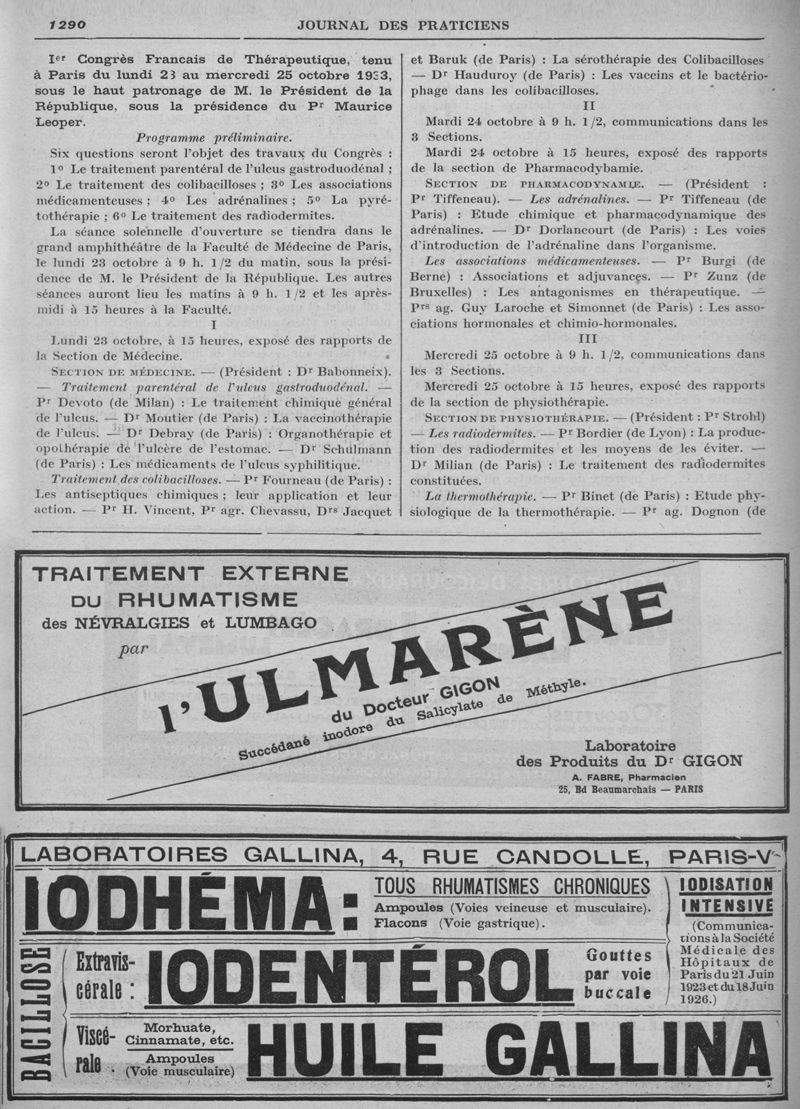 1290
JOURNAL DES PRATICIENS
Ier Congrès Francais de Thérapeutique, tenu
à Paris du lundi 23 au mercredi 25 octobre 1933,
sous le haut patronage de M. le Président de la
République, sous la présidence du Pr Maurice
Leoper.
Programme préliminaire.
Six questions seront l'objet des travaux du Congrès :
1o Le traitement parentéral de l'ulcus gastroduodénal ;
2o Le traitement des colibacilloses ; 3o Les associations
médicamenteuses ; 4o Les adrénalines ; 5o La pyré-
tothérapie ; 6o Le traitement des radiodermites.
La séance solennelle d'ouverture se tiendra dans le
grand amphithéâtre de la Faculté de Médecine de Paris,
le lundi 23 octobre à 9 h. 1/2 du matin, sous la prési-
dence de M. le Président de la République. Les autres
séances auront lieu les matins à 9 h. 1/2 et les après-
midi à 15 heures à la Faculté.
I
Lundi 23 octobre, à 15 heures, exposé des rapports de
la Section de Médecine.
SECTION DE MÉDECINE. — (Président : Dr Babonneix).
— Traitement parentéral de l'ulcus gastroduodénal. —
Pr Devoto (de Milan) : Le traitement chimique général
de l'ulcus. — Dr Moutier (de Paris) : La vaccinothérapie
de l'ulcus. — Dr Debray (de Paris) : Organothérapie et
opothérapie de l'ulcère de l'estomac. — Dr Schulmann
(de Paris) : Les médicaments de l'ulcus syphilitique.
Traitement des colibacilloses. — Pr Fourneau (de Paris) :
Les antiseptiques chimiques ; leur application et leur
action. — Pr H. Vincent, Pr agr. Chevassu, Drs Jacquet
et Baruk (de Paris) : La sérothérapie des Colibacilloses
— Dr Hauduroy (de Paris) : Les vaccins et le bactério-
phage dans les colibacilloses.
II
Mardi 24 octobre à 9 h. 1/2, communications dans les
3 Sections.
Mardi 24 octobre à 15 heures, exposé des rapports
de la section de Pharmacodybamie.
SECTION DE PHARMACODYNAMIE. — (Président :
Pr Tiffeneau). — Les adrénalines. — Pr Tiffeneau (de
Paris) : Etude chimique et pharmacodynamique des
adrénalines. — Dr Dorlancourt (de Paris) : Les voies
d'introduction de l'adrénaline dans l'organisme.
Les associations médicamenteuses. — Pr Burgi (de
Berne) : Associations et adjuvances. — Pr Zunz (de
Bruxelles) : Les antagonismes en thérapeutique. —
Prs ag. Guy Laroche et Simonnet (de Paris) : Les asso-
ciations hormonales et chimio-hormonales.
III
Mercredi 25 octobre à 9 h. 1/2, communications dans
les 3 Sections.
Mercredi 25 octobre à 15 heures, exposé des rapports
de la section de physiothérapie.
SECTION DE PHYSIOTHÉRAPIE. — (Président : Pr Strohl)
— Les radiodermites. — Pr Bordier (de Lyon) : La produc-
tion des radiodermites et les moyens de les éviter. —
Dr Milian (de Paris) : Le traitement des radiodermites
constituées.
La thermothérapie. — Pr Binet (de Paris) : Etude phy-
siologique de la thermothérapie. — Pr ag. Dognon (de
TRAITEMENT EXTERNE
DU RHUMATISME
des NÉVRALGIES et LUMBAGO
par
l'ULMARÈNE
du Docteur GIGON
Succédané inodore du Salicylate de Méthyle.
Laboratoire
des Produits du Dr GIGON
A. FABRE, Pharmacien
25, Bd Beaumarchais — PARIS
LABORATOIRES GALLINA, 4, RUE CANDOLLE, PARIS-Ve
IODHÉMA :
TOUS RHUMATISMES CHRONIQUES
Ampoules (Voies veineuse et musculaire).
Flacons (Voie gastrique).
IODISATION
INTENSIVE
(Communica-
tions à la Société
Médicale des
Hôpitaux de
Paris du 21 Juin
1923 et du 18 Juin
1926.)
BACILLOSE
Extravis-
cérale :
IODENTÉROL
Gouttes
par voie
buccale
Viscé-
rale :
Morhuate,
Cinnamate, etc.
Ampoules
(Voie musculaire)
HUILE GALLINA